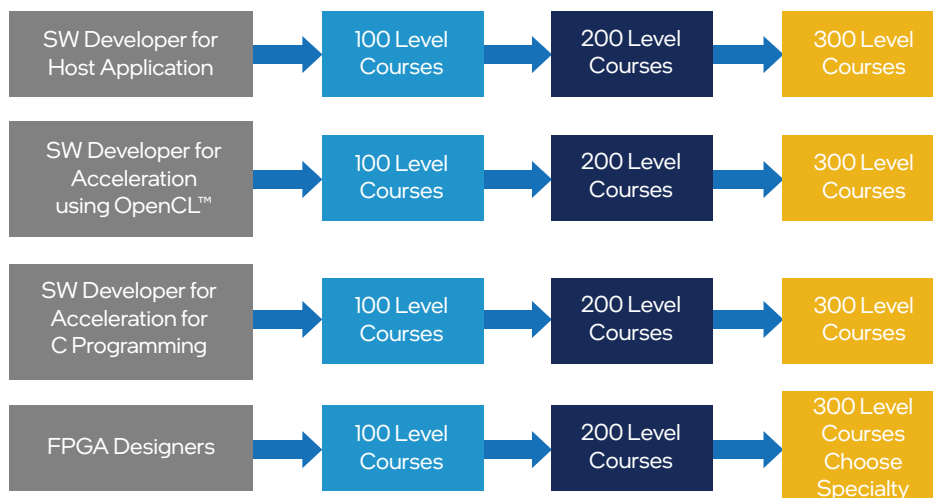 SW Developer for
Host Application
100 Level
Courses
200 Level
Courses
300 Level
Courses
SW Developer for
Acceleration
using OpenCL™
100 Level
Courses
200 Level
Courses
300 Level
Courses
SW Developer for
Acceleration for
C Programming
100 Level
Courses
200 Level
Courses
300 Level
Courses
FPGA Designers
100 Level
Courses
200 Level
Courses
300 Level
Courses
Choose
Specialty